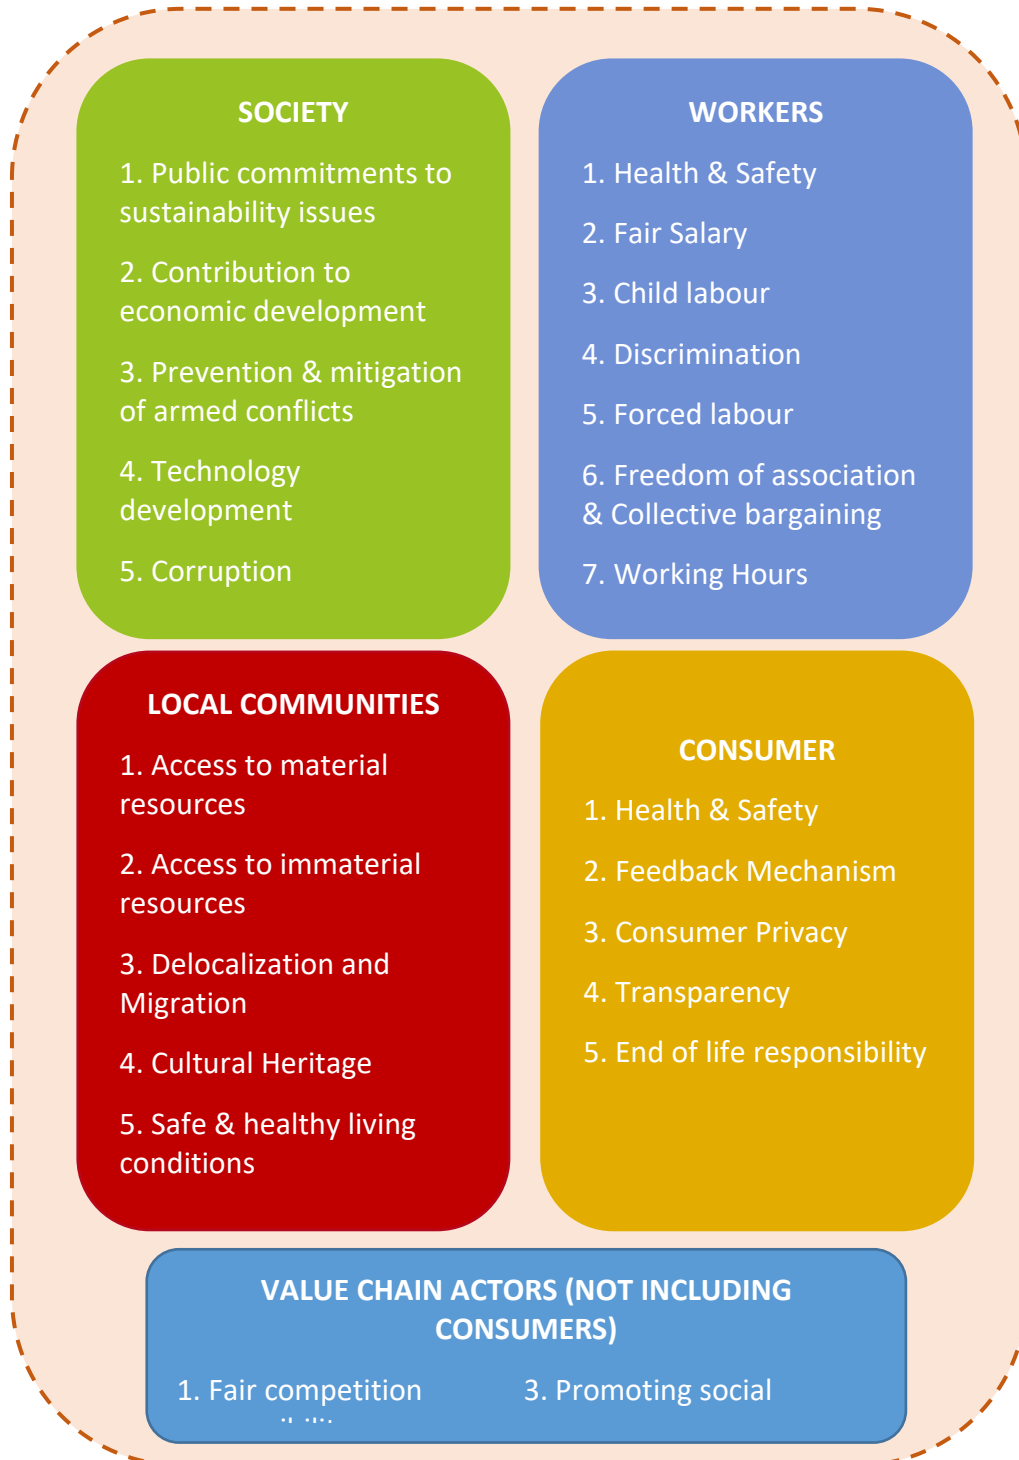 SOCIETY
1. Public commitments to
sustainability issues
2. Contribution to
economic development
3. Prevention & mitigation
of armed conflicts
4. Technology
development
5. Corruption
WORKERS
1. Health & Safety
2. Fair Salary
3. Child labour
4. Discrimination
5. Forced labour
6. Freedom of association
& Collective bargaining
7. Working Hours
LOCAL COMMUNITIES
1. Access to material
resources
2. Access to immaterial
resources
3. Delocalization and
Migration
4. Cultural Heritage
5. Safe & healthy living
conditions
CONSUMER
1. Health & Safety
2. Feedback Mechanism
3. Consumer Privacy
4. Transparency
5. End of life responsibility
VALUE CHAIN ACTORS (NOT INCLUDING
CONSUMERS)
1. Fair competition 3. Promoting social